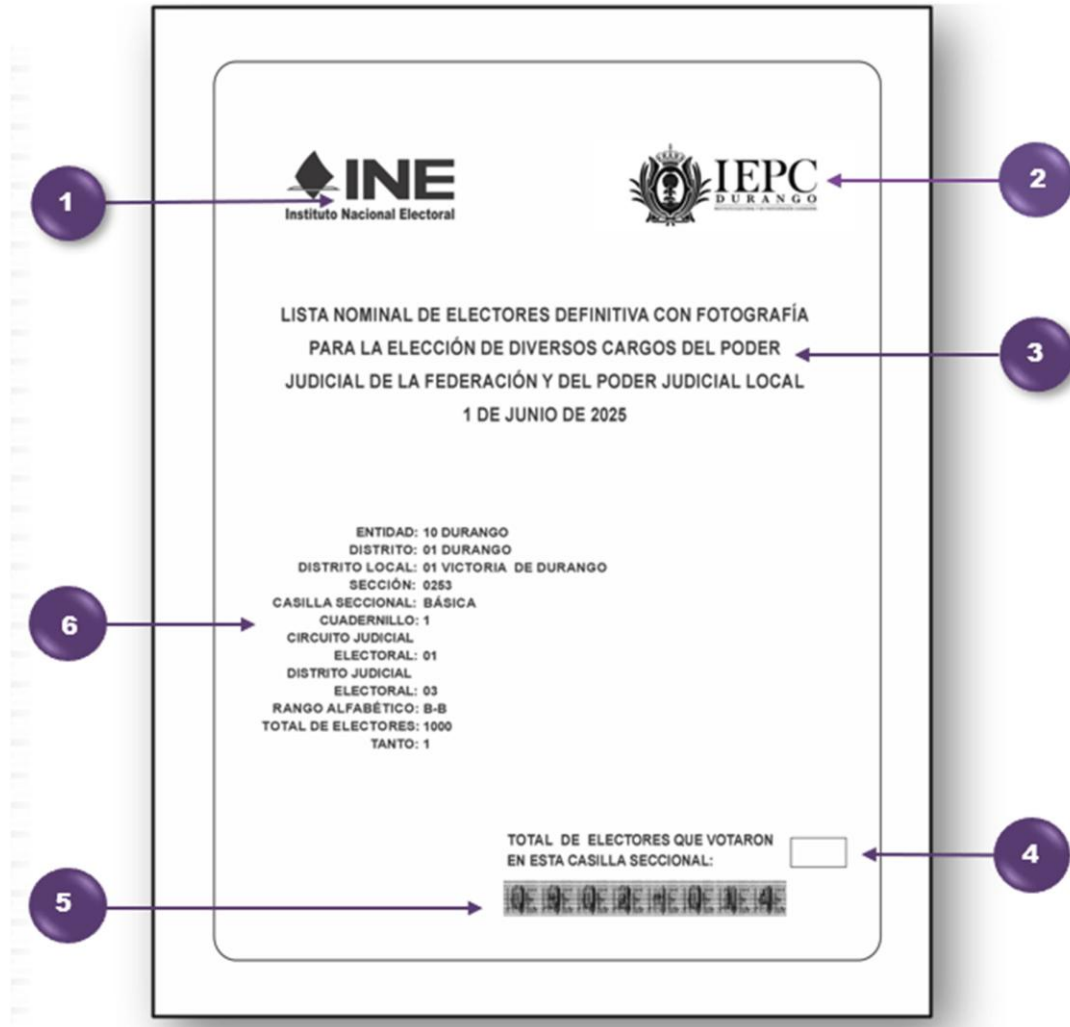 1
INE
Instituto Nacional Electoral
IEPC
DURANGO
2
LISTA NOMINAL DE ELECTORES DEFINITIVA CON FOTOGRAFÍA
PARA LA ELECCIÓN DE DIVERSOS CARGOS DEL PODER
JUDICIAL DE LA FEDERACIÓN Y DEL PODER JUDICIAL LOCAL
1 DE JUNIO DE 2025
3
ENTIDAD: 10 DURANGO
DISTRITO: 01 DURANGO
DISTRITO LOCAL: 01 VICTORIA DE DURANGO
SECCIÓN: 0253
CASILLA SECCIONAL: BÁSICA
CUADERNILLO: 1
CIRCUITO JUDICIAL
ELECTORAL: 01
DISTRITO JUDICIAL
ELECTORAL: 03
RANGO ALFABÉTICO: B-B
TOTAL DE ELECTORES: 1000
TANTO: 1
6
TOTAL DE ELECTORES QUE VOTARON
EN ESTA CASILLA SECCIONAL:
4
5